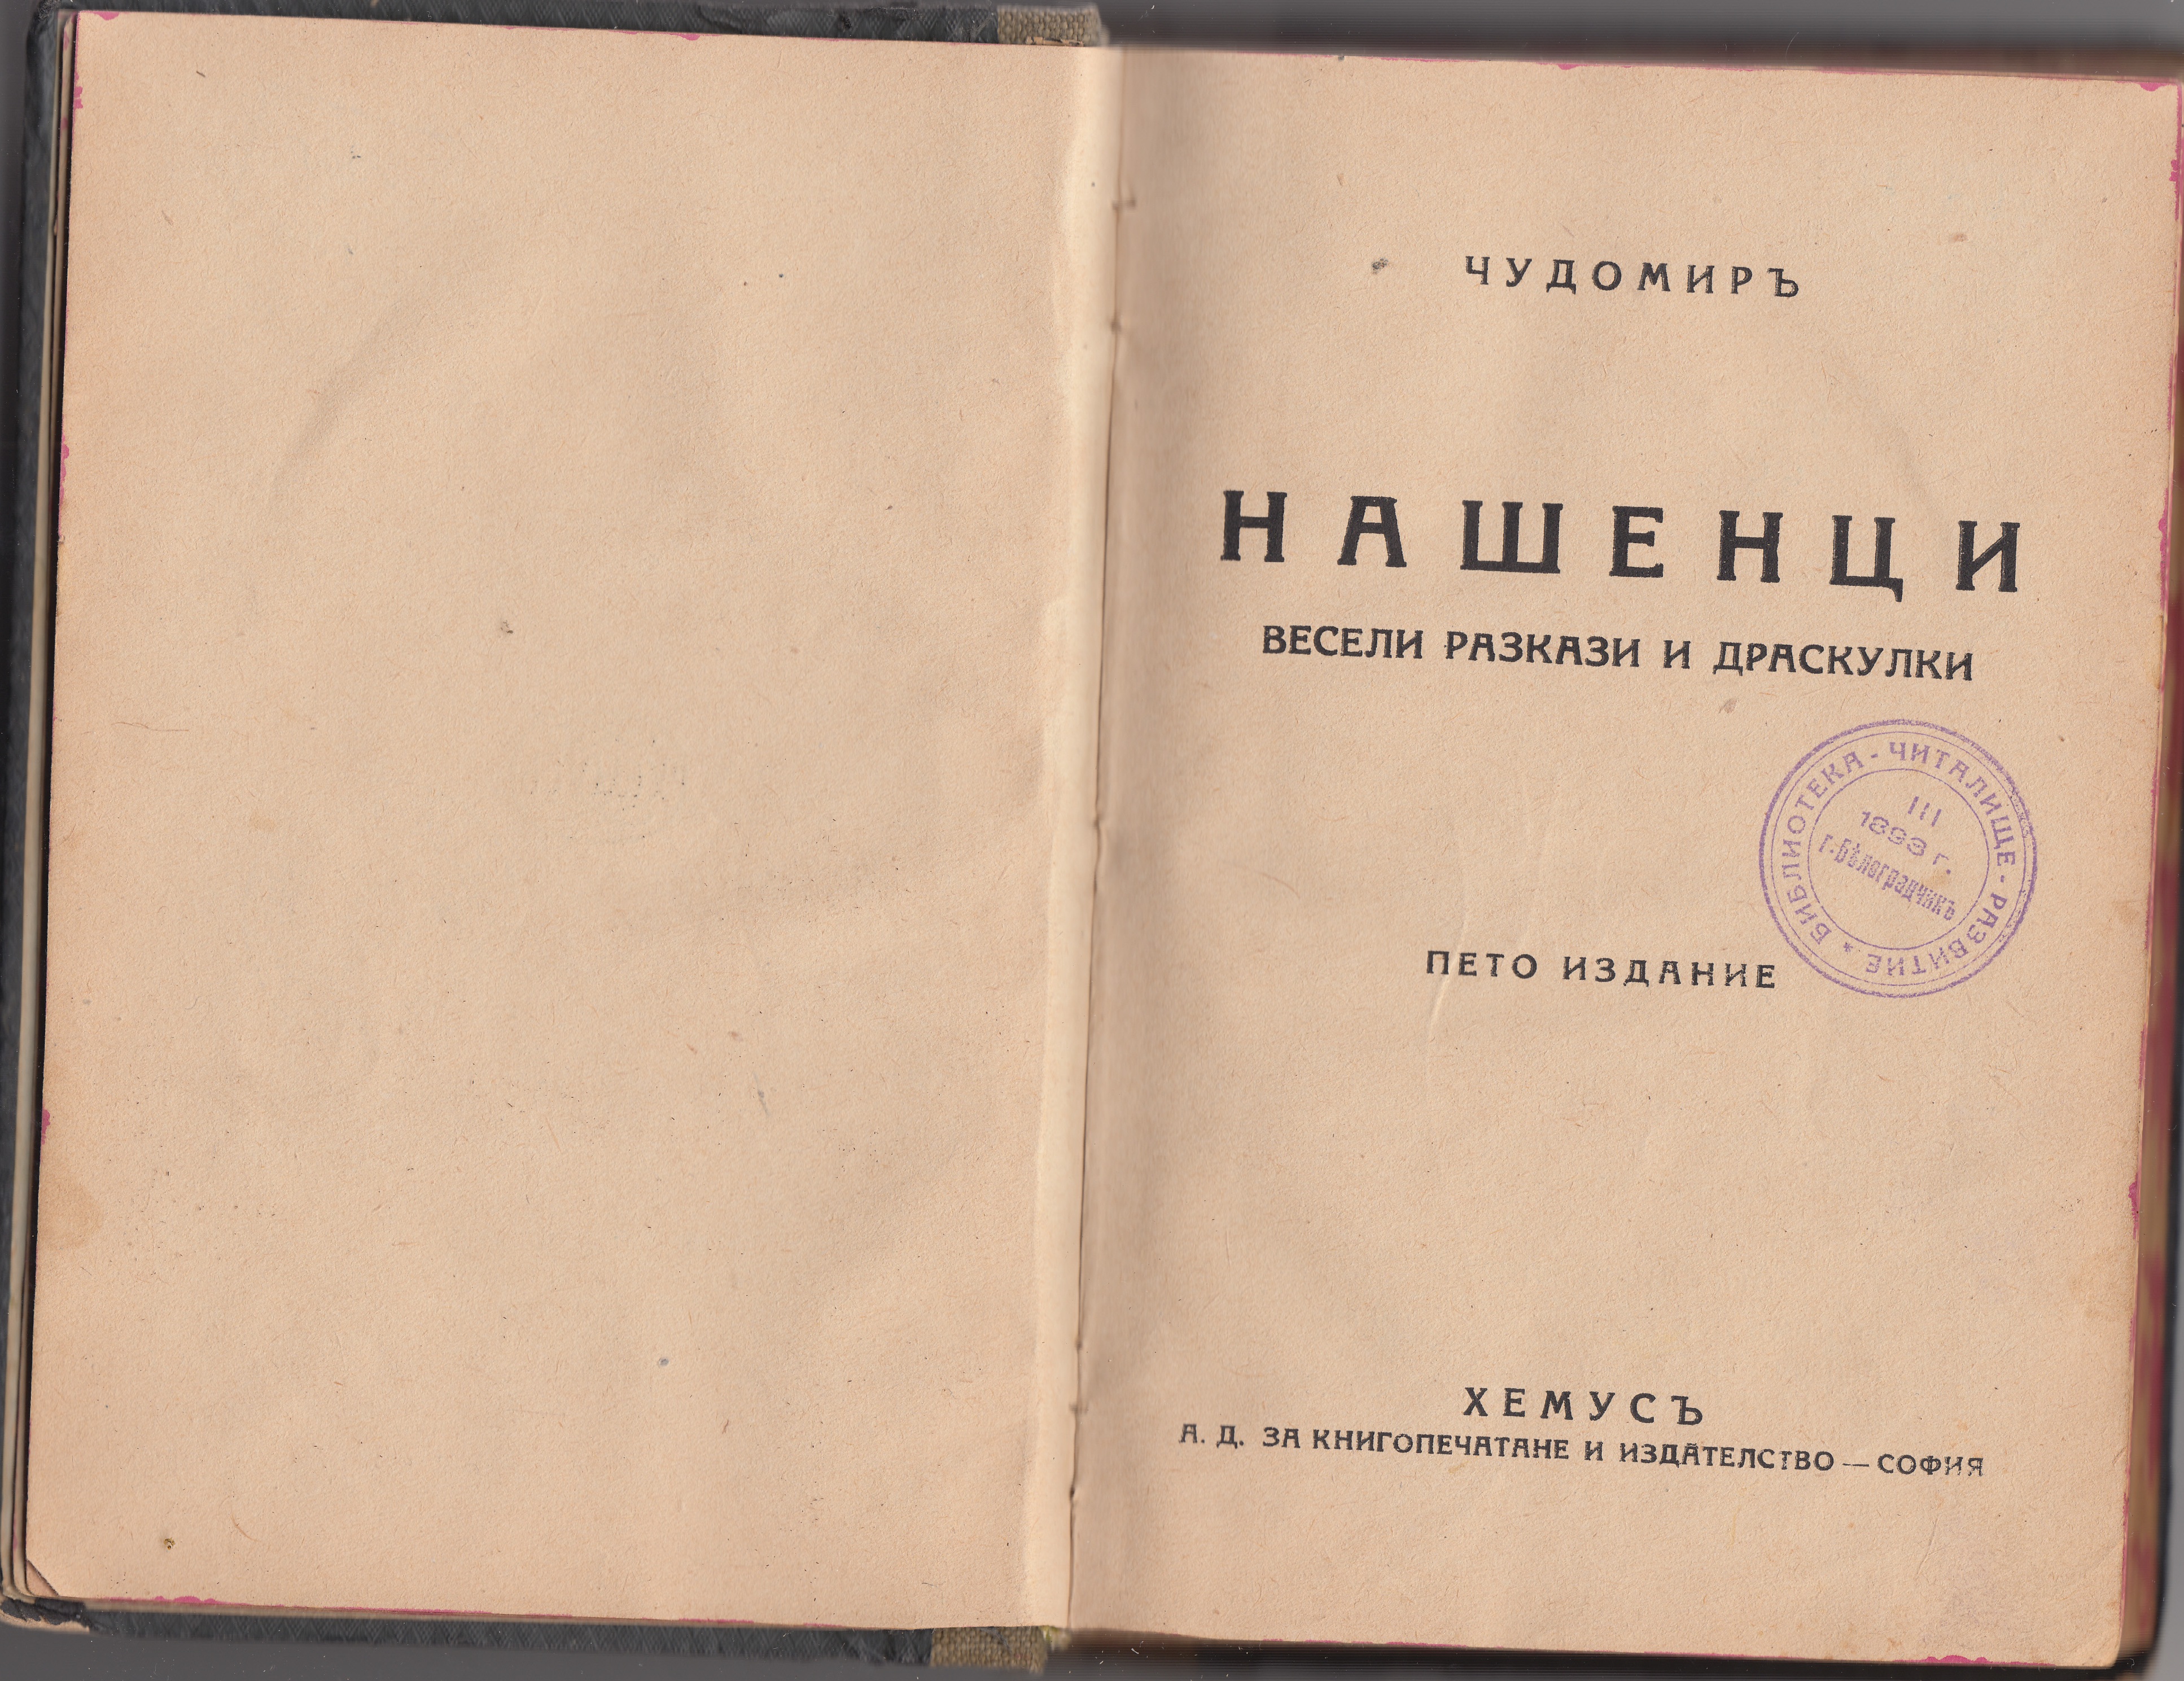 ЧУДОМИРЪ
НАШЕНЦИ
ВЕСЕЛИ РАЗКАЗИ И ДРАСКУЛКИ
БИБЛИОТЕКА - ЧИТАЛИЩЕ - РАЗВИТИЕ *
III
1893 г.
г. Бѣлоградчикъ
ПЕТО ИЗДАНИЕ
ХЕМУСЪ
А. Д. ЗА КНИГОПЕЧАТАНЕ И ИЗДАТЕЛСТВО — СОФИЯ